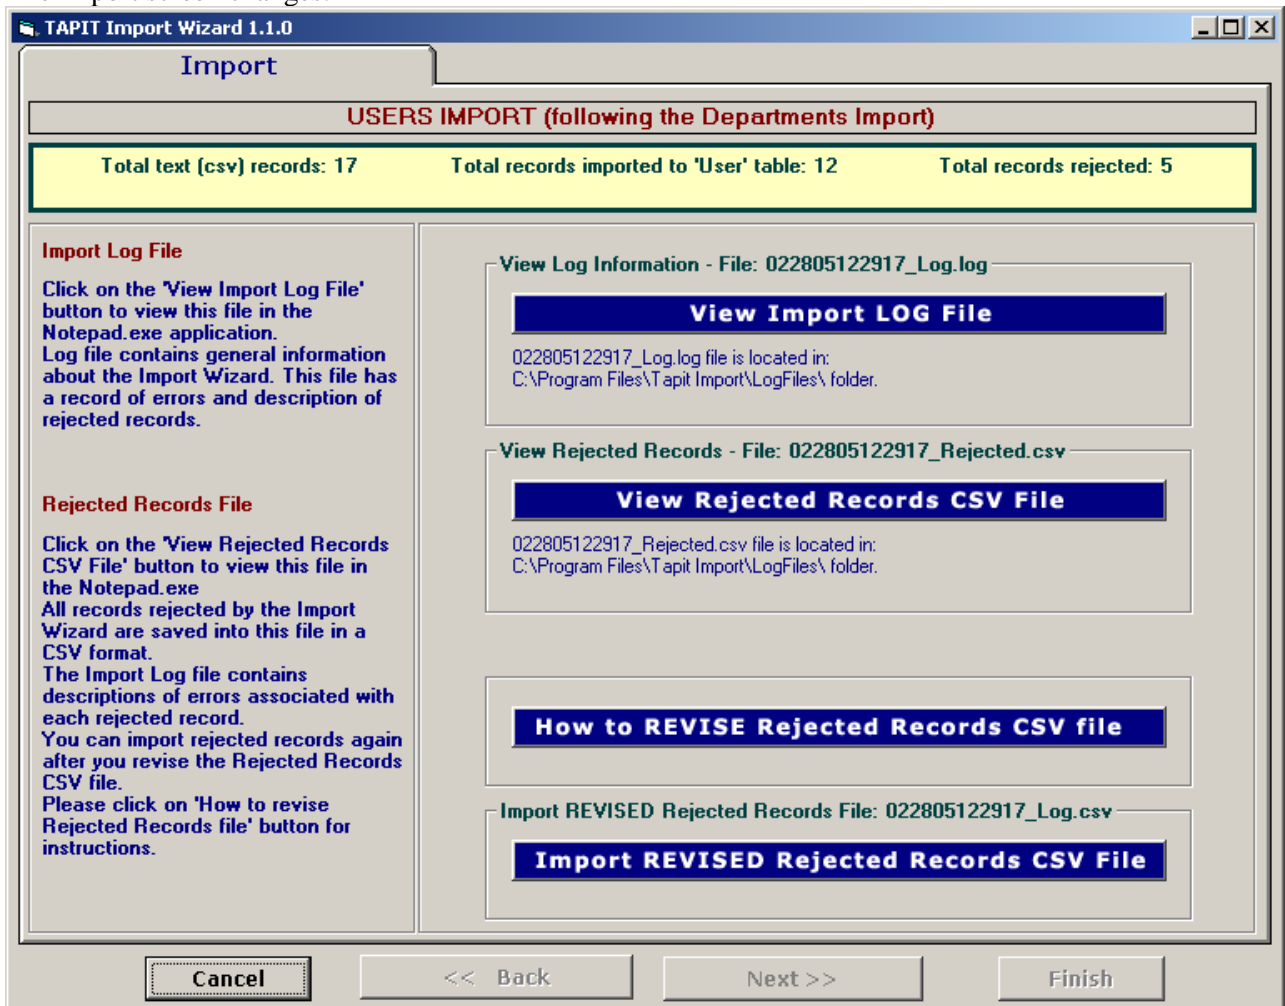 TAPIT Import Wizard 1.1.0
Import
USERS IMPORT (following the Departments Import)
Total text (csv) records: 17 Total records imported to 'User' table: 12 Total records rejected: 5
Import Log File
Click on the 'View Import Log File'
button to view this file in the
Notepad.exe application.
Log file contains general information
about the Import Wizard. This file has
a record of errors and description of
rejected records.
Rejected Records File
Click on the 'View Rejected Records
CSV File' button to view this file in
the Notepad.exe
All records rejected by the Import
Wizard are saved into this file in a
CSV format.
The Import Log file contains
descriptions of errors associated with
each rejected record.
You can import rejected records again
after you revise the Rejected Records
CSV file.
Please click on 'How to revise
Rejected Records file' button for
instructions.
View Log Information - File: 022805122917_Log.log
View Import LOG File
022805122917_Log.log file is located in:
C:\Program Files\Tapit Import\LogFiles\ folder.
View Rejected Records - File: 022805122917_Rejected.csv
View Rejected Records CSV File
022805122917_Rejected.csv file is located in:
C:\Program Files\Tapit Import\LogFiles\ folder.
How to REVISE Rejected Records CSV file
Import REVISED Rejected Records File: 022805122917_Log.csv
Import REVISED Rejected Records CSV File
Cancel
<< Back
Next >>
Finish